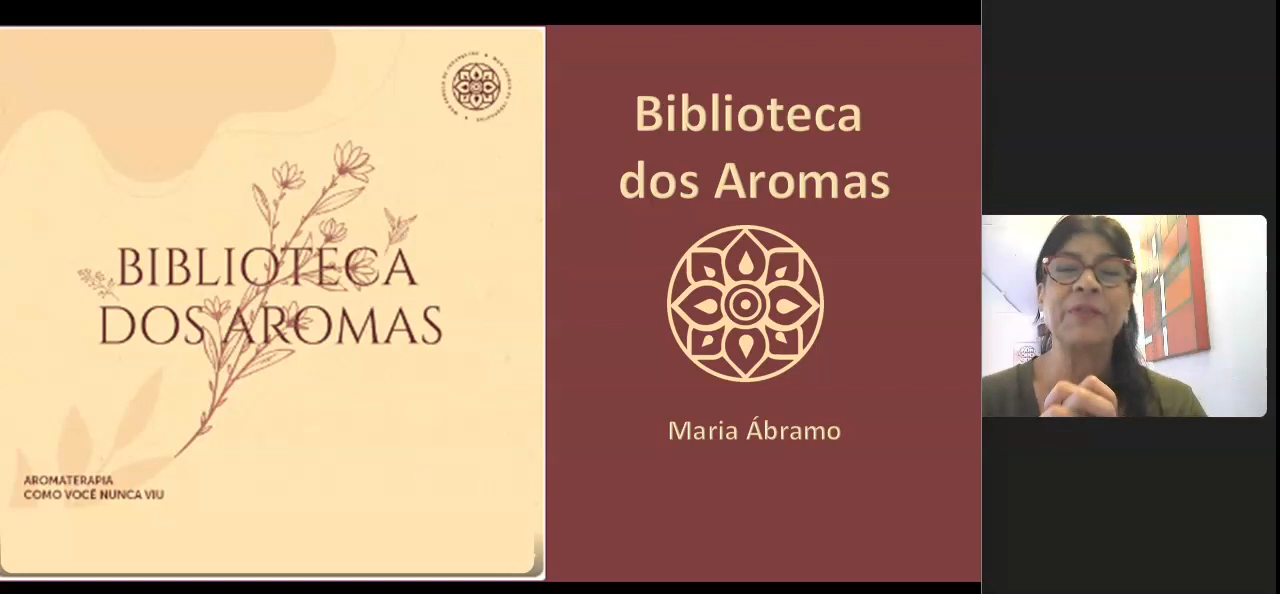 BIBLIOTECA
DOS AROMAS
AROMATERAPIA
COMO VOCÊ NUNCA VIU
Biblioteca
dos Aromas
Maria Ábramo